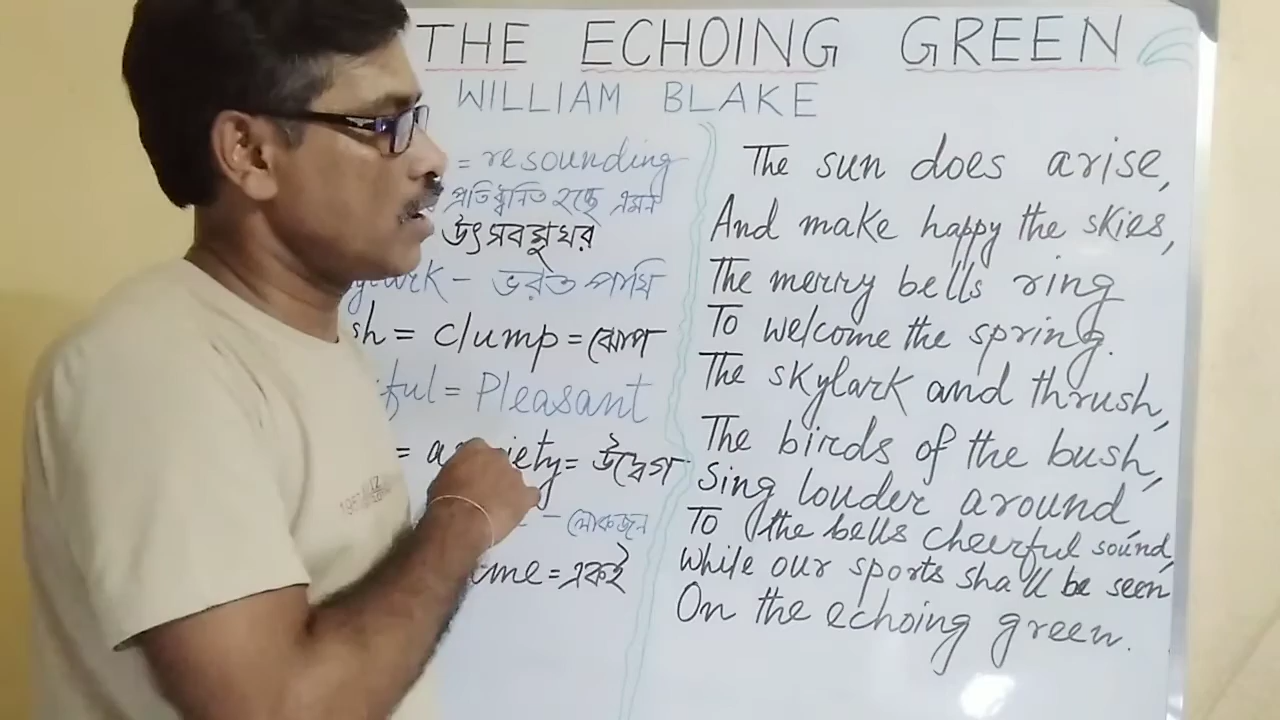 THE ECHOING GREEN
WILLIAM BLAKE
= resounding
প্রতিধ্বনিত হচ্ছে এমন
উৎসবমুখর
- ভরত পাখি
sh = clump = ঝোপ
ful = Pleasant
= anxiety = উদ্বেগ
- লোকজন
= একই
The sun does arise,
And make happy the skies,
The merry bells ring
To welcome the spring.
The skylark and thrush,
The birds of the bush,
Sing louder around,
To the bells cheerful sound,
While our sports shall be seen
On the echoing green.